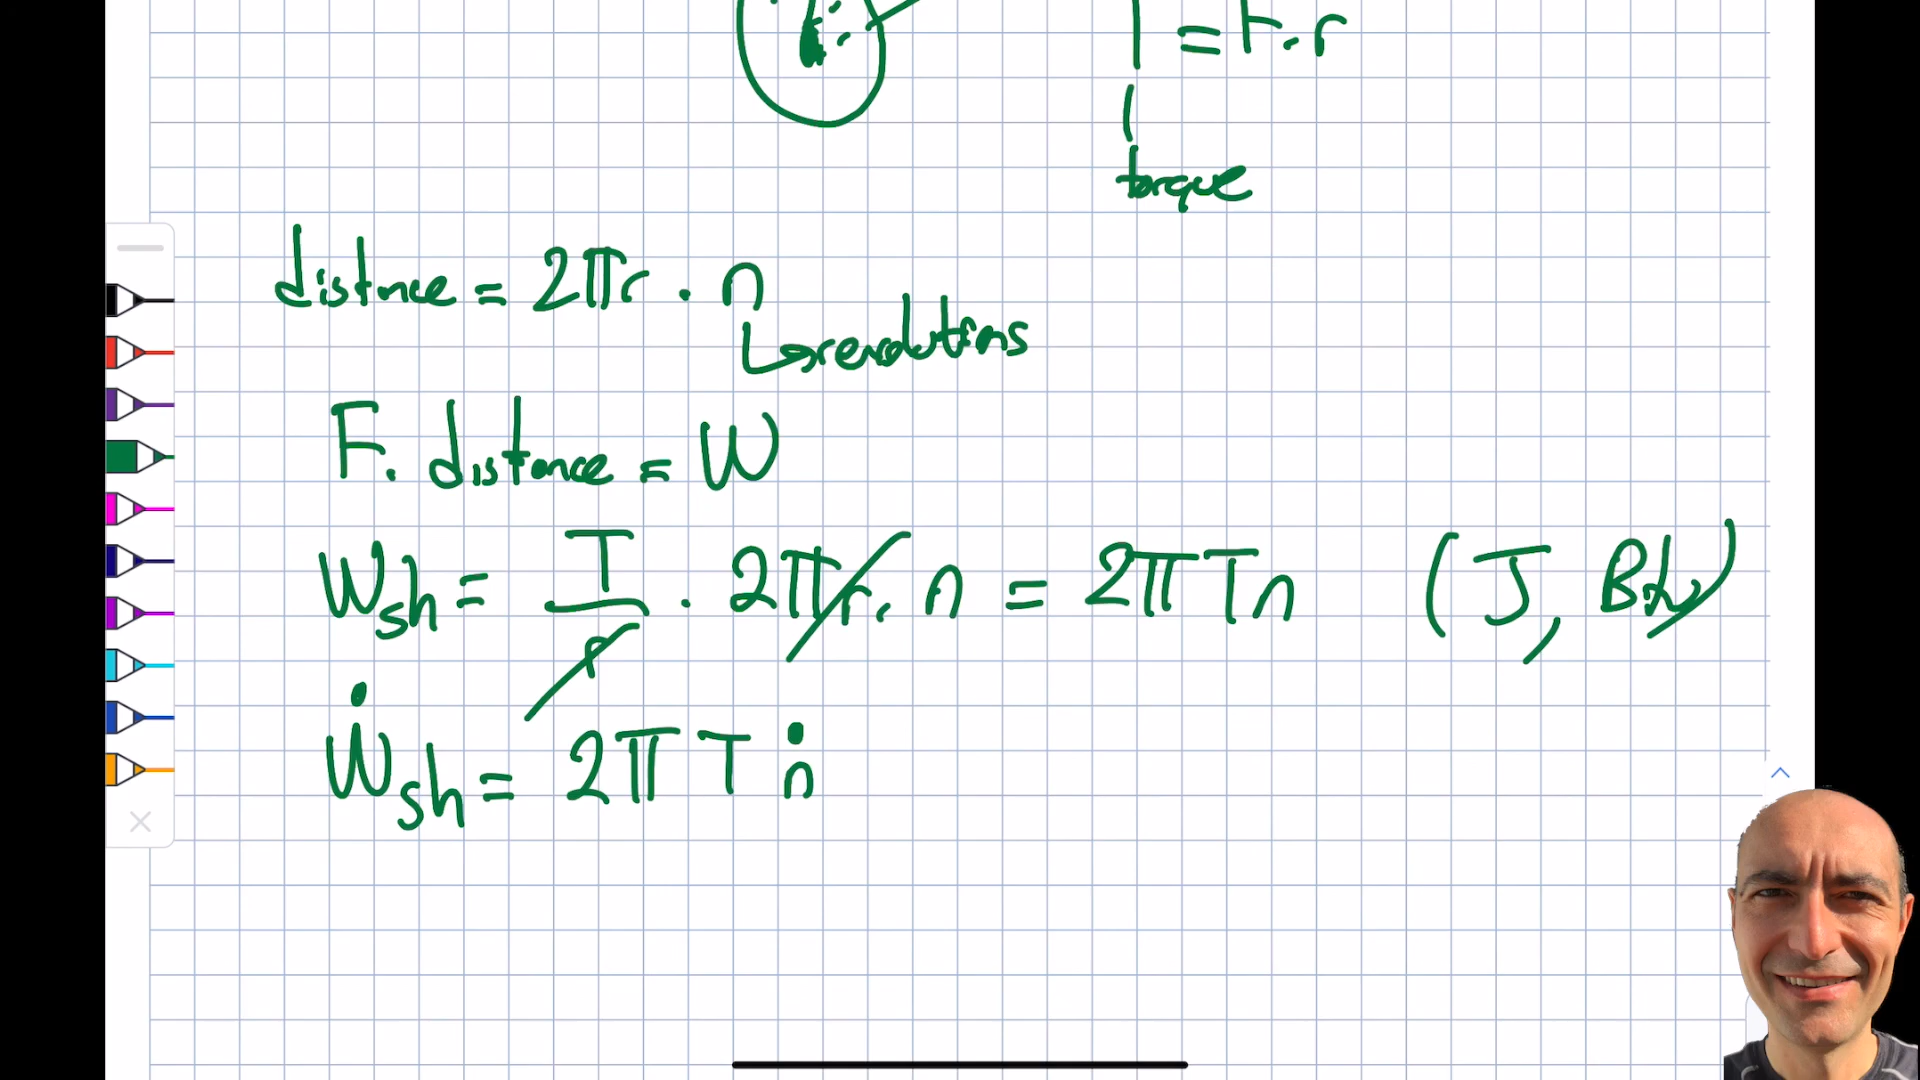 T = F. r
torque
distance = 2πr . n
↳ revolutions
F. distance = W
Wsh = T/r . 2πr. n = 2πTn (J, Btu)
Ẇsh = 2πTṅ